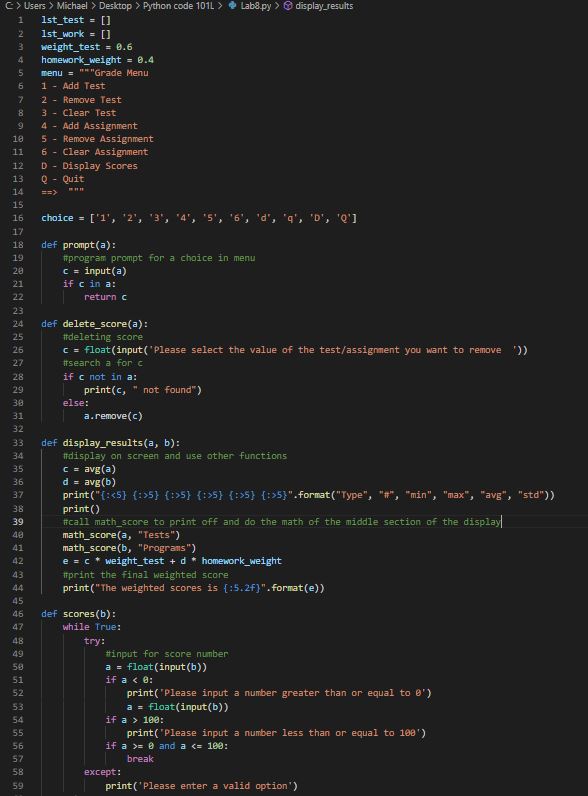 C: > Users > Michael > Desktop > Python code 101L > Lab8.py > display_results
1 lst_test = []
2 lst_work = []
3 weight_test = 0.6
4 homework_weight = 0.4
5 menu = """Grade Menu
6 1 - Add Test
7 2 - Remove Test
8 3 - Clear Test
9 4 - Add Assignment
10 5 - Remove Assignment
11 6 - Clear Assignment
12 D - Display Scores
13 Q - Quit
14 ==>  """
15
16 choice = ['1', '2', '3', '4', '5', '6', 'd', 'q', 'D', 'Q']
17
18 def prompt(a):
19     #program prompt for a choice in menu
20     c = input(a)
21     if c in a:
22         return c
23
24 def delete_score(a):
25     #deleting score
26     c = float(input('Please select the value of the test/assignment you want to remove  '))
27     #search a for c
28     if c not in a:
29         print(c, " not found")
30     else:
31         a.remove(c)
32
33 def display_results(a, b):
34     #display on screen and use other functions
35     c = avg(a)
36     d = avg(b)
37     print("{:<5} {:>5} {:>5} {:>5} {:>5} {:>5}".format("Type", "#", "min", "max", "avg", "std"))
38     print()
39     #call math_score to print off and do the math of the middle section of the display
40     math_score(a, "Tests")
41     math_score(b, "Programs")
42     e = c * weight_test + d * homework_weight
43     #print the final weighted score
44     print("The weighted scores is {:5.2f}".format(e))
45
46 def scores(b):
47     while True:
48         try:
49             #input for score number
50             a = float(input(b))
51             if a < 0:
52                 print('Please input a number greater than or equal to 0')
53                 a = float(input(b))
54             if a > 100:
55                 print('Please input a number less than or equal to 100')
56             if a >= 0 and a <= 100:
57                 break
58         except:
59             print('Please enter a valid option')